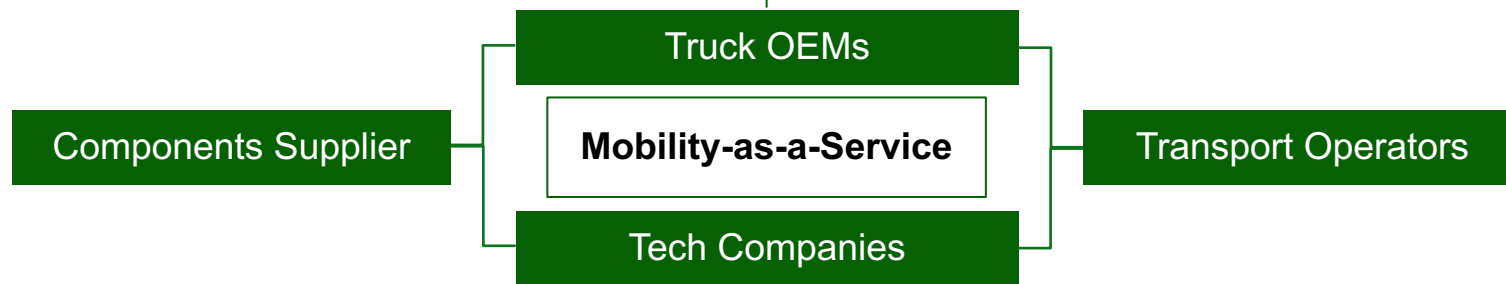 Truck OEMs
Components Supplier
Mobility-as-a-Service
Transport Operators
Tech Companies